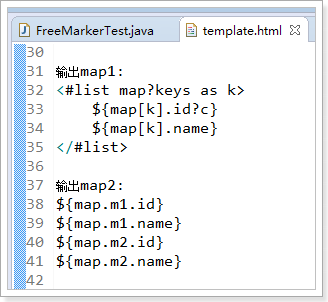 FreeMarkerTest.java template.html
30
31 输出map1:
32 <#list map?keys as k>
33 ${map[k].id?c}
34 ${map[k].name}
35 </#list>
36
37 输出map2:
38 ${map.m1.id}
39 ${map.m1.name}
40 ${map.m2.id}
41 ${map.m2.name}
42